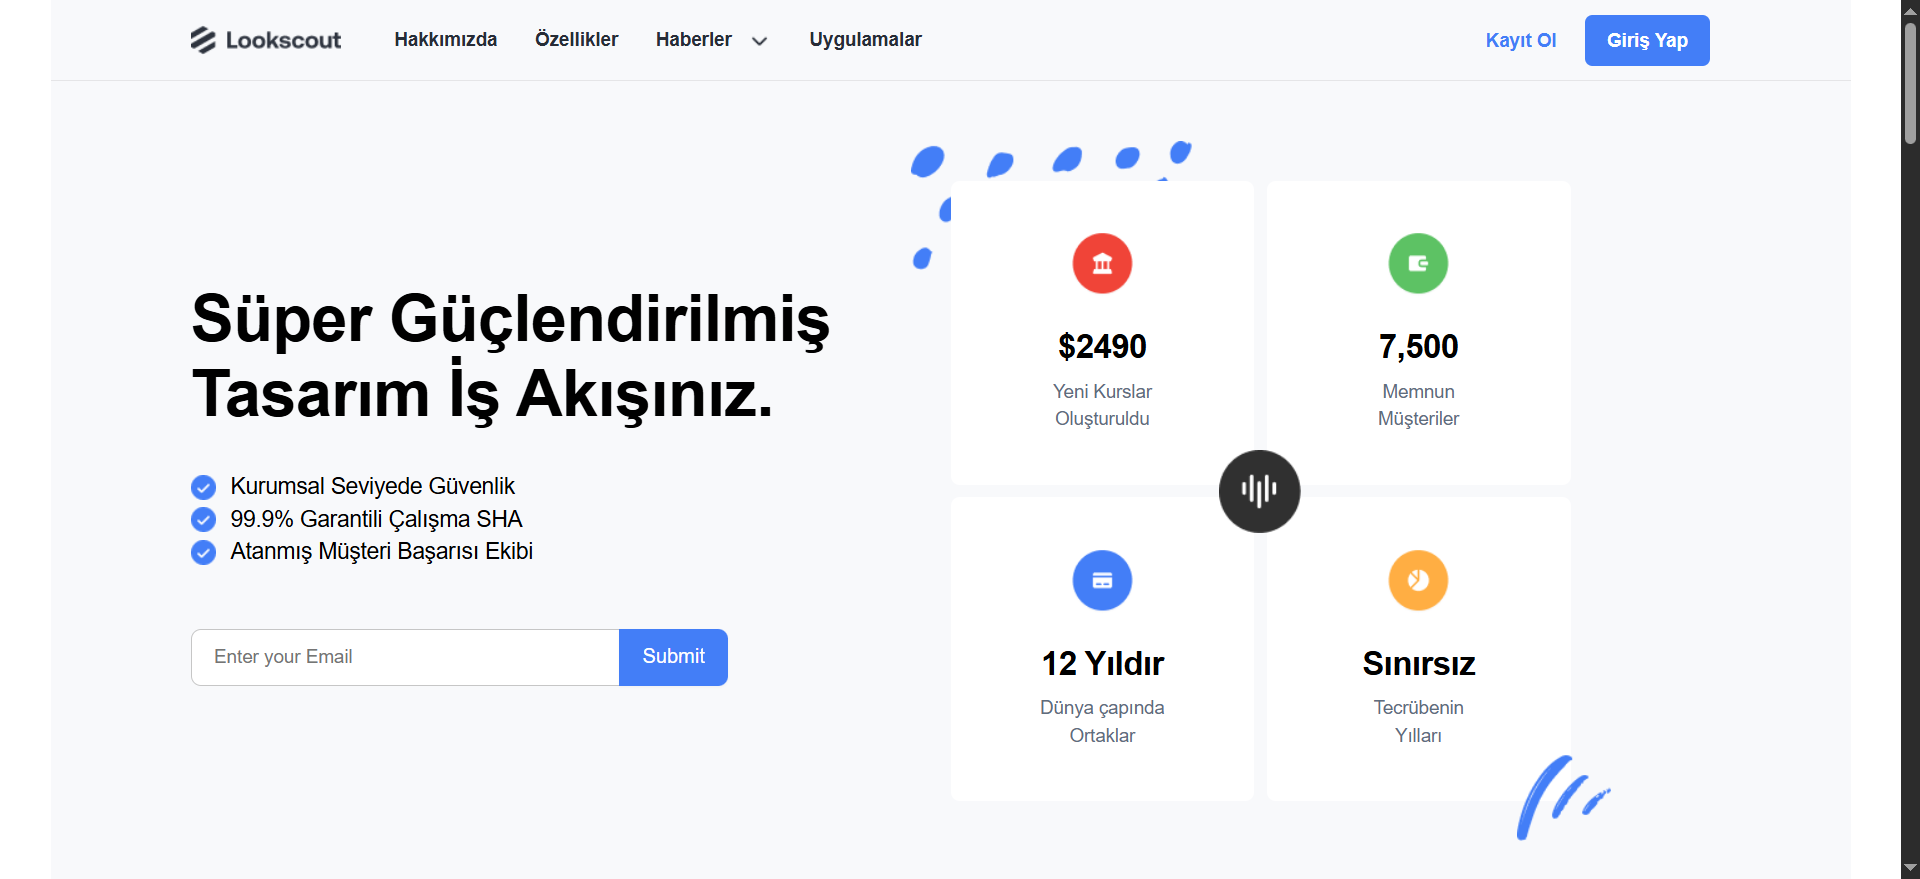 Lookscout
Hakkımızda
Özellikler
Haberler
Uygulamalar
Kayıt Ol
Giriş Yap
Süper Güçlendirilmiş
Tasarım İş Akışınız.
Kurumsal Seviyede Güvenlik
99.9% Garantili Çalışma SHA
Atanmış Müşteri Başarısı Ekibi
Enter your Email
Submit
$2490
Yeni Kurslar
Oluşturuldu
7,500
Memnun
Müşteriler
12 Yıldır
Dünya çapında
Ortaklar
Sınırsız
Tecrübenin
Yılları